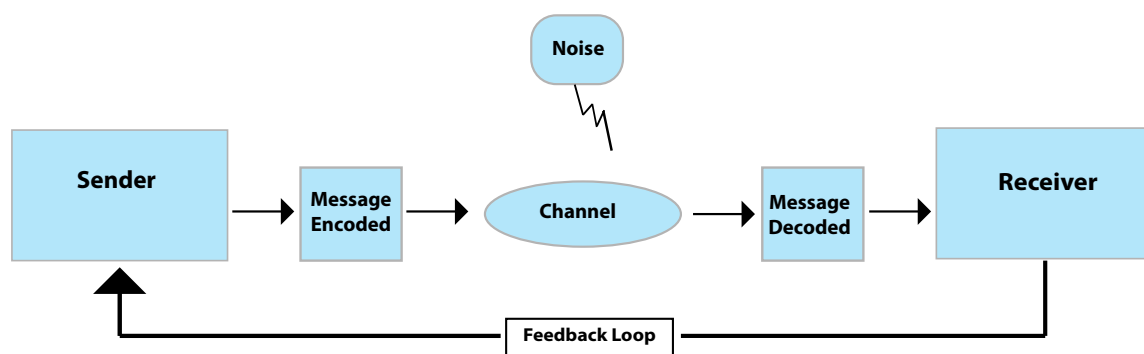 Noise
Sender
Message
Encoded
Channel
Message
Decoded
Receiver
Feedback Loop